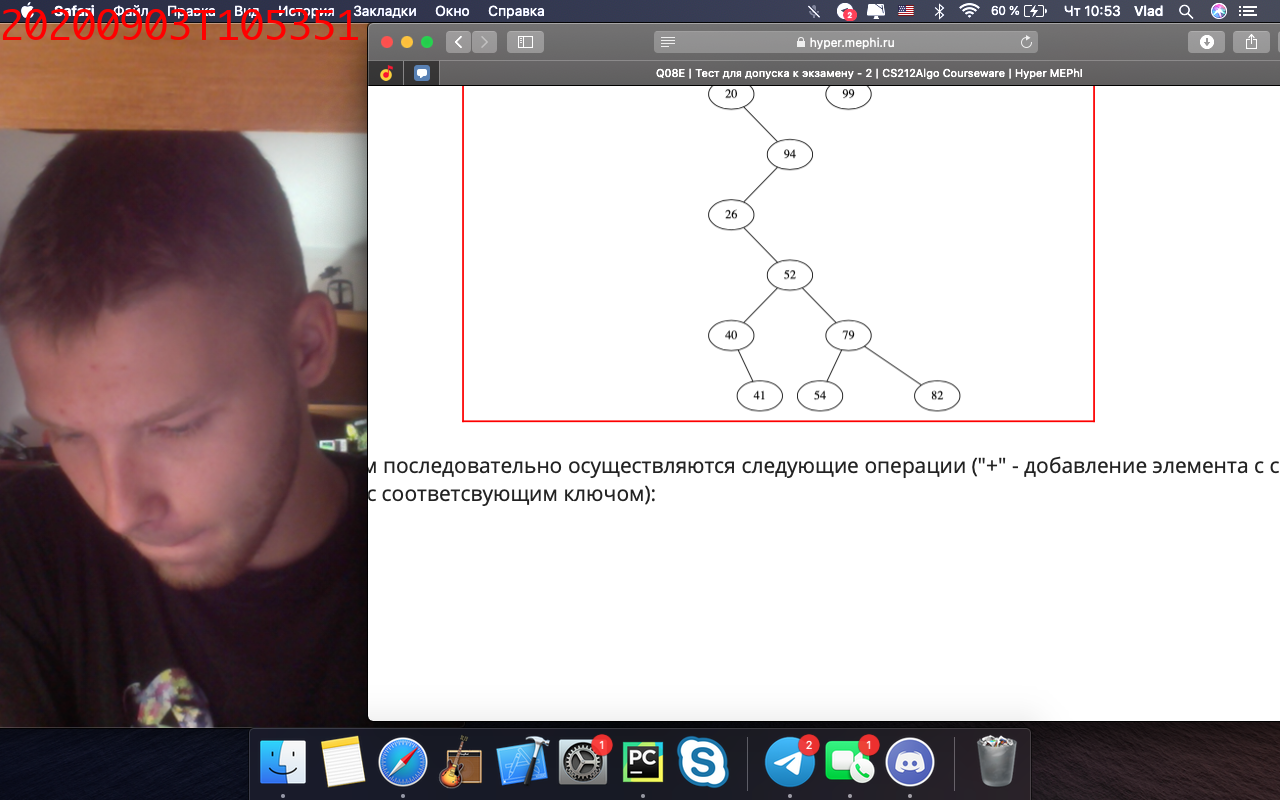 Safari Файл Правка Вид История Закладки Окно Справка 2 60 % Чт 10:53 Vlad
20200903T105351
hyper.mephi.ru
Q08E | Тест для допуска к экзамену - 2 | CS212Algo Courseware | Hyper MEPhI
20 99
94
26
52
40 79
41 54 82
м последовательно осуществляются следующие операции ("+" - добавление элемента с с
с соответсвующим ключом):
1 PC 2 1